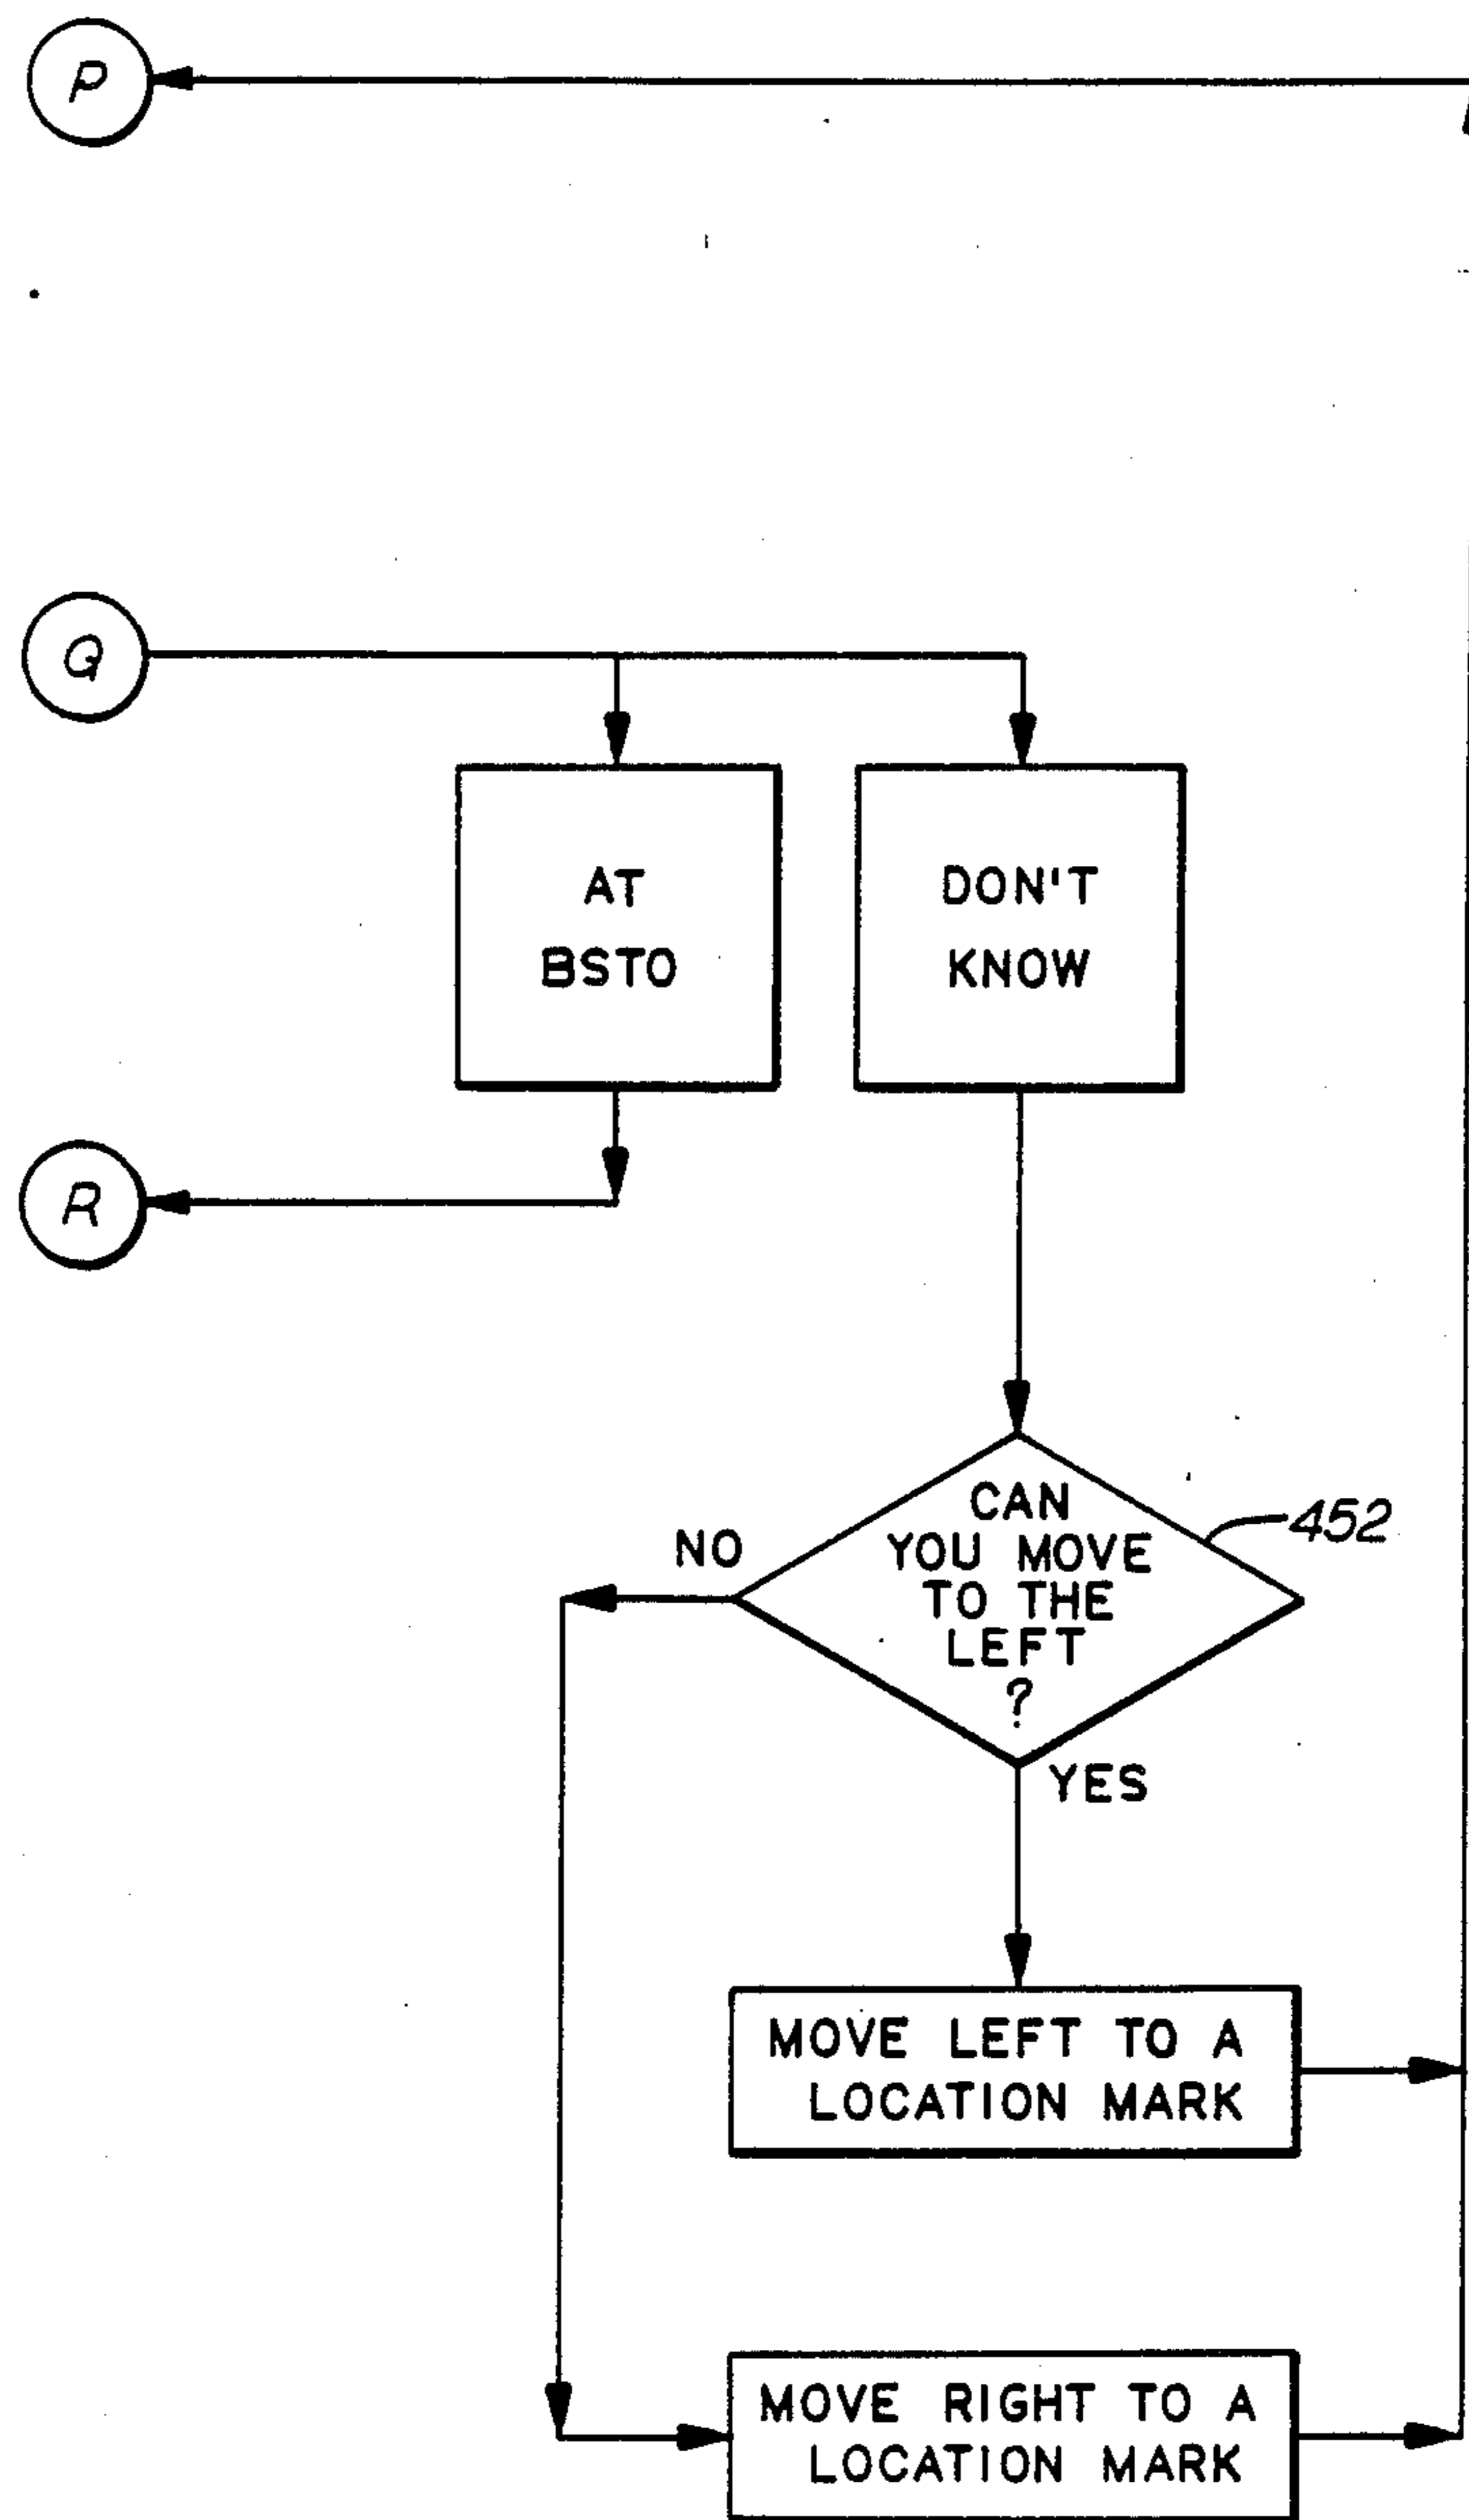 P
Q
AT
BSTO
DON'T
KNOW
R
CAN
YOU MOVE
TO THE
LEFT
?
452
NO
YES
MOVE LEFT TO A
LOCATION MARK
MOVE RIGHT TO A
LOCATION MARK